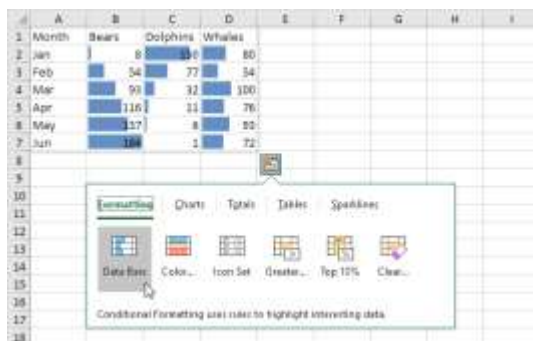 A B C D E F G H I
1 Month Bears Dolphins Whales
2 Jan 8 150 80
3 Feb 54 77 54
4 Mar 93 32 100
5 Apr 116 11 76
6 May 137 6 93
7 Jun 184 1 72
8
9
10
11
12
13
14
15
16
17
18
Formatting Charts Totals Tables Sparklines
Data Bars Color... Icon Set Greater... Top 10% Clear...
Conditional Formatting uses rules to highlight interesting data.